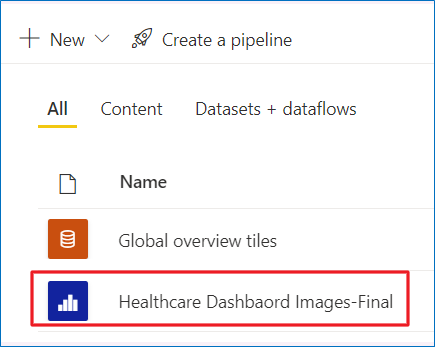 New Create a pipeline
All Content Datasets + dataflows
Name
Global overview tiles
Healthcare Dashbaord Images-Final